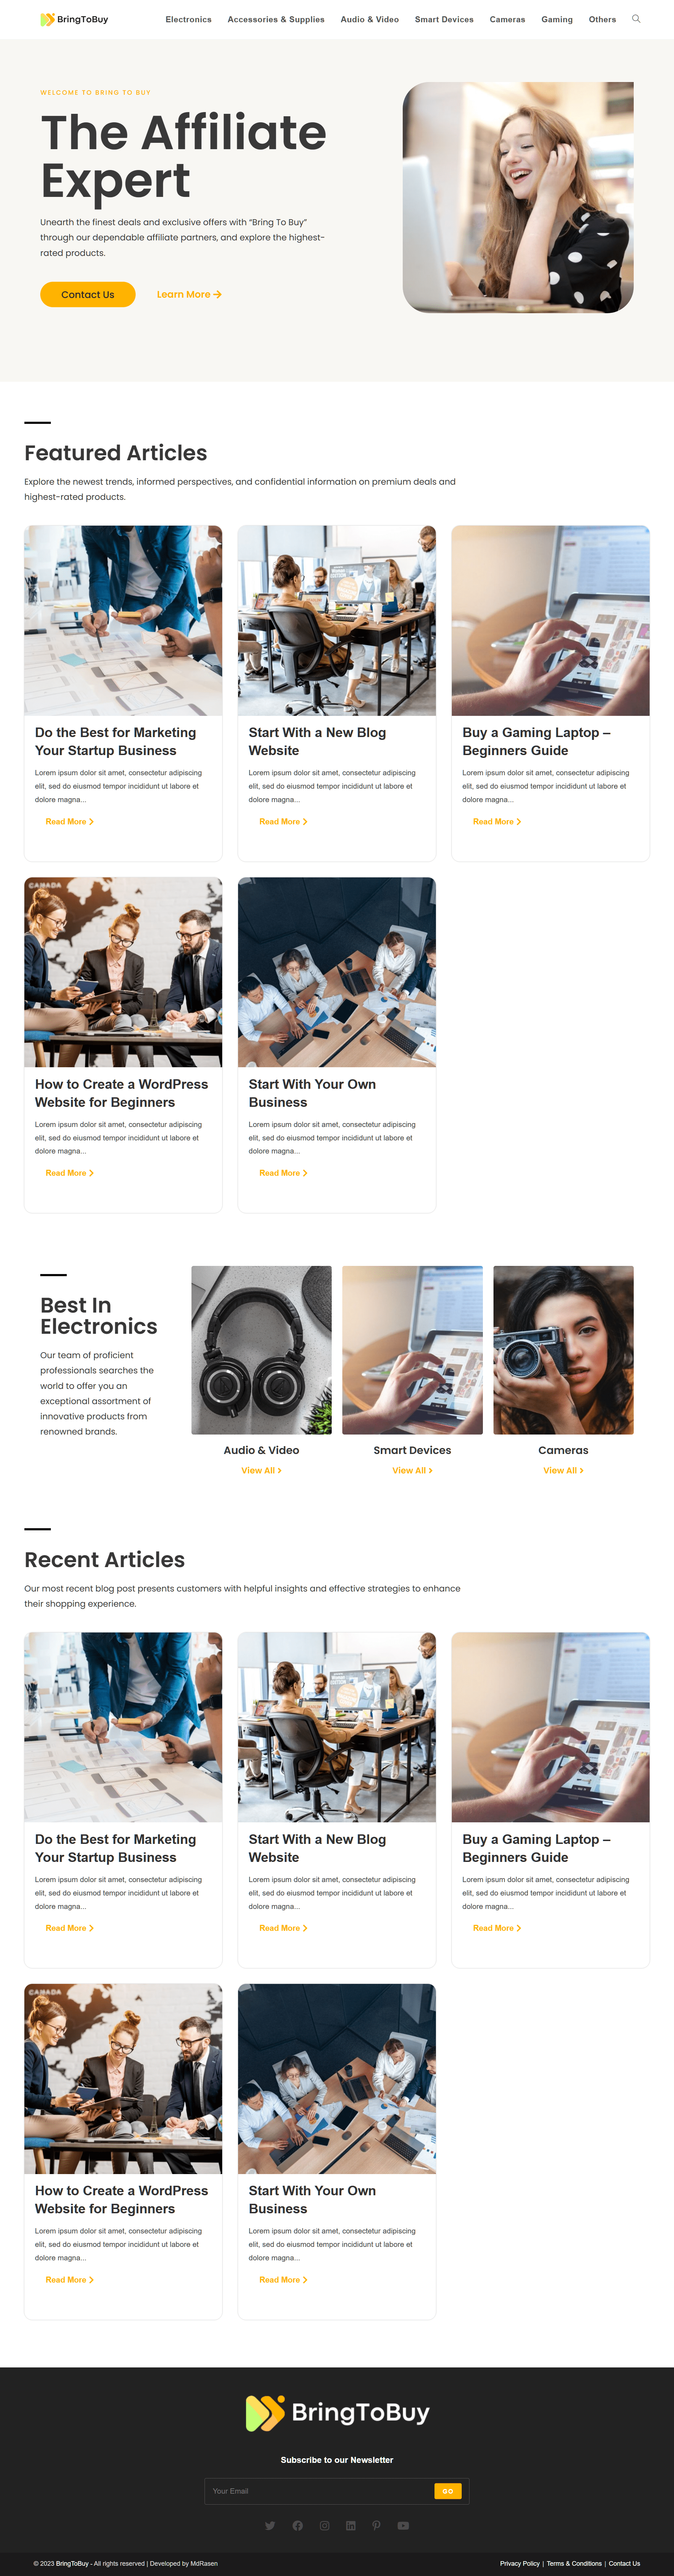 BringToBuy
Electronics
Accessories & Supplies
Audio & Video
Smart Devices
Cameras
Gaming
Others
WELCOME TO BRING TO BUY
The Affiliate
Expert
Unearth the finest deals and exclusive offers with “Bring To Buy”
through our dependable affiliate partners, and explore the highest-
rated products.
Contact Us
Learn More
Featured Articles
Explore the newest trends, informed perspectives, and confidential information on premium deals and
highest-rated products.
Do the Best for Marketing
Your Startup Business
Lorem ipsum dolor sit amet, consectetur adipiscing
elit, sed do eiusmod tempor incididunt ut labore et
dolore magna...
Read More
Start With a New Blog
Website
Lorem ipsum dolor sit amet, consectetur adipiscing
elit, sed do eiusmod tempor incididunt ut labore et
dolore magna...
Read More
Buy a Gaming Laptop –
Beginners Guide
Lorem ipsum dolor sit amet, consectetur adipiscing
elit, sed do eiusmod tempor incididunt ut labore et
dolore magna...
Read More
CANADA
How to Create a WordPress
Website for Beginners
Lorem ipsum dolor sit amet, consectetur adipiscing
elit, sed do eiusmod tempor incididunt ut labore et
dolore magna...
Read More
Start With Your Own
Business
Lorem ipsum dolor sit amet, consectetur adipiscing
elit, sed do eiusmod tempor incididunt ut labore et
dolore magna...
Read More
Best In
Electronics
Our team of proficient
professionals searches the
world to offer you an
exceptional assortment of
innovative products from
renowned brands.
Audio & Video
View All
Smart Devices
View All
Cameras
View All
Recent Articles
Our most recent blog post presents customers with helpful insights and effective strategies to enhance
their shopping experience.
Do the Best for Marketing
Your Startup Business
Lorem ipsum dolor sit amet, consectetur adipiscing
elit, sed do eiusmod tempor incididunt ut labore et
dolore magna...
Read More
Start With a New Blog
Website
Lorem ipsum dolor sit amet, consectetur adipiscing
elit, sed do eiusmod tempor incididunt ut labore et
dolore magna...
Read More
Buy a Gaming Laptop –
Beginners Guide
Lorem ipsum dolor sit amet, consectetur adipiscing
elit, sed do eiusmod tempor incididunt ut labore et
dolore magna...
Read More
CANADA
How to Create a WordPress
Website for Beginners
Lorem ipsum dolor sit amet, consectetur adipiscing
elit, sed do eiusmod tempor incididunt ut labore et
dolore magna...
Read More
Start With Your Own
Business
Lorem ipsum dolor sit amet, consectetur adipiscing
elit, sed do eiusmod tempor incididunt ut labore et
dolore magna...
Read More
BringToBuy
Subscribe to our Newsletter
Your Email
GO
© 2023 BringToBuy - All rights reserved | Developed by MdRasen
Privacy Policy | Terms & Conditions | Contact Us